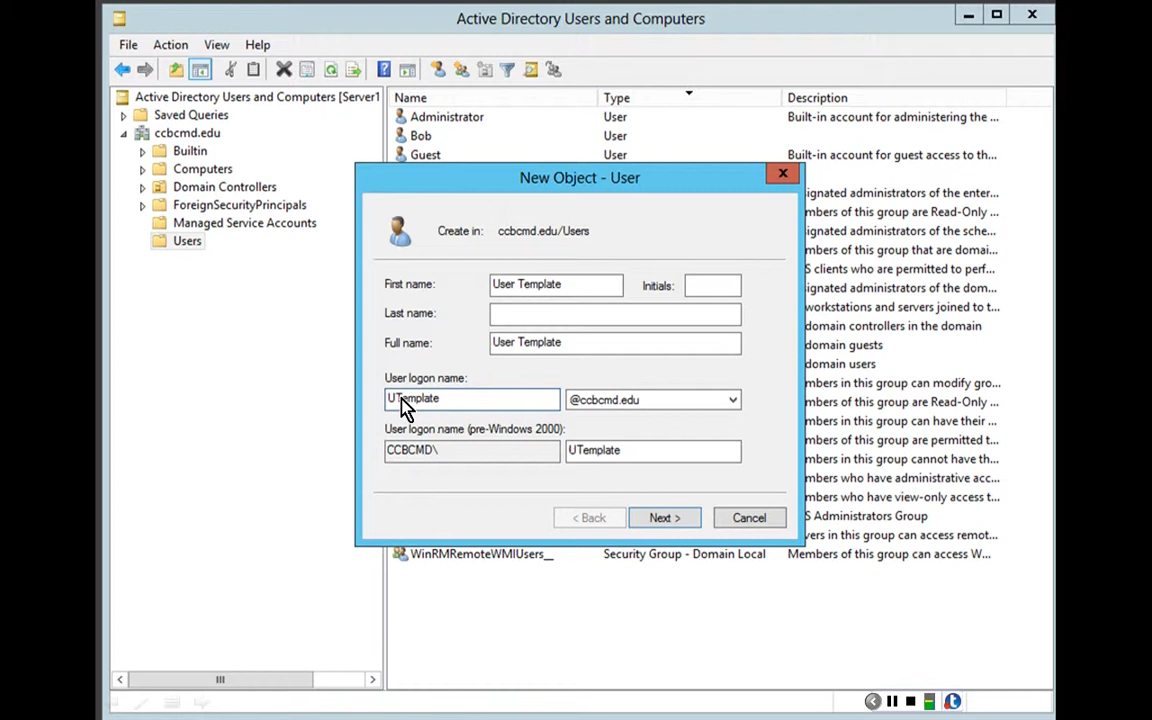 Active Directory Users and Computers
File Action View Help
Active Directory Users and Computers [Server1
Saved Queries
ccbcmd.edu
Builtin
Computers
Domain Controllers
ForeignSecurityPrincipals
Managed Service Accounts
Users
Name Type Description
Administrator User Built-in account for administering the ...
Bob User
Guest User Built-in account for guest access to th...
signated administrators of the enter...
mbers of this group are Read-Only ...
signated administrators of the sche...
mbers of this group that are domai...
S clients who are permitted to perf...
signated administrators of the dom...
workstations and servers joined to t...
domain controllers in the domain
domain guests
domain users
mbers in this group can modify gro...
mbers of this group are Read-Only ...
mbers of this group can have their...
mbers of this group are permitted t...
mbers in this group cannot have th...
mbers who have administrative acc...
mbers who have view-only access t...
S Administrators Group
vers in this group can access remot...
WinRMRemoteWMIUsers__ Security Group - Domain Local Members of this group can access W...
New Object - User
x
Create in: ccbcmd.edu/Users
First name: User Template Initials:
Last name:
Full name: User Template
User logon name:
UTemplate @ccbcmd.edu
User logon name (pre-Windows 2000):
CCBCMD\ UTemplate
< Back Next > Cancel